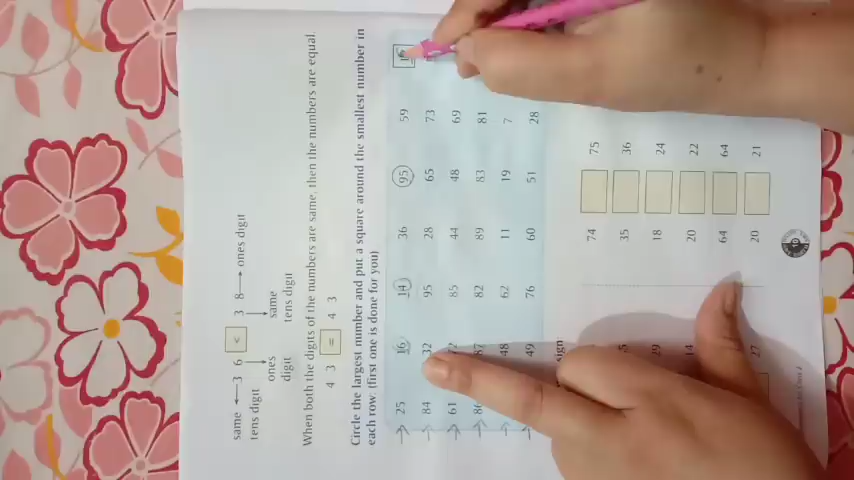 same ← 3 6 < 3 8 → ones digit
tens digit ones digit same tens digit
When both the digits of the numbers are same, then the numbers are equal.
4 3 = 4 3
Circle the largest number and put a square around the smallest number in
each row. (first one is done for you)
25 16 14 36 95 59
84 32 95 28 65 73
61 72 85 44 48 69
87 82 89 83 81
48 62 11 19 7
49 76 60 51 28
sign
74 75
35 36
29 18 24
14 20 22
64 64
27 20 21